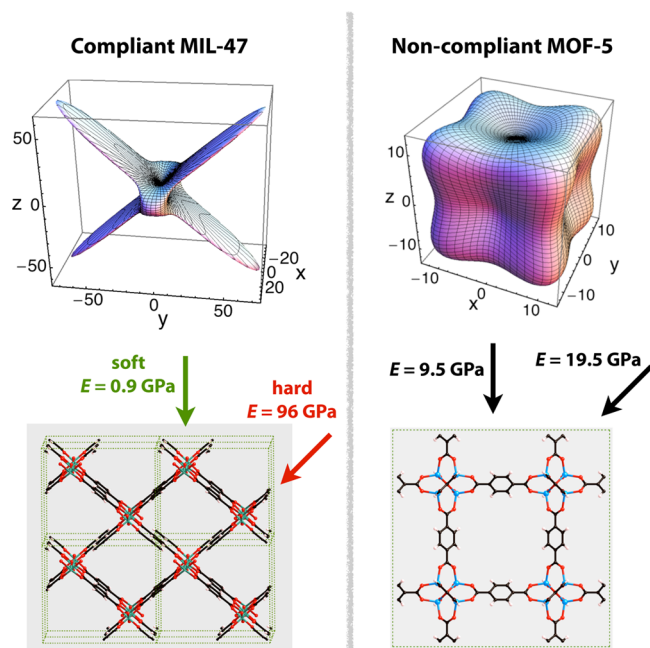 Compliant MIL-47
Non-compliant MOF-5
50
z 0
-50
-50
0
50
y
-20
0
20
x
10
z 0
-10
-10
0
10
x
10
0
-10
y
soft
E = 0.9 GPa
hard
E = 96 GPa
E = 9.5 GPa
E = 19.5 GPa